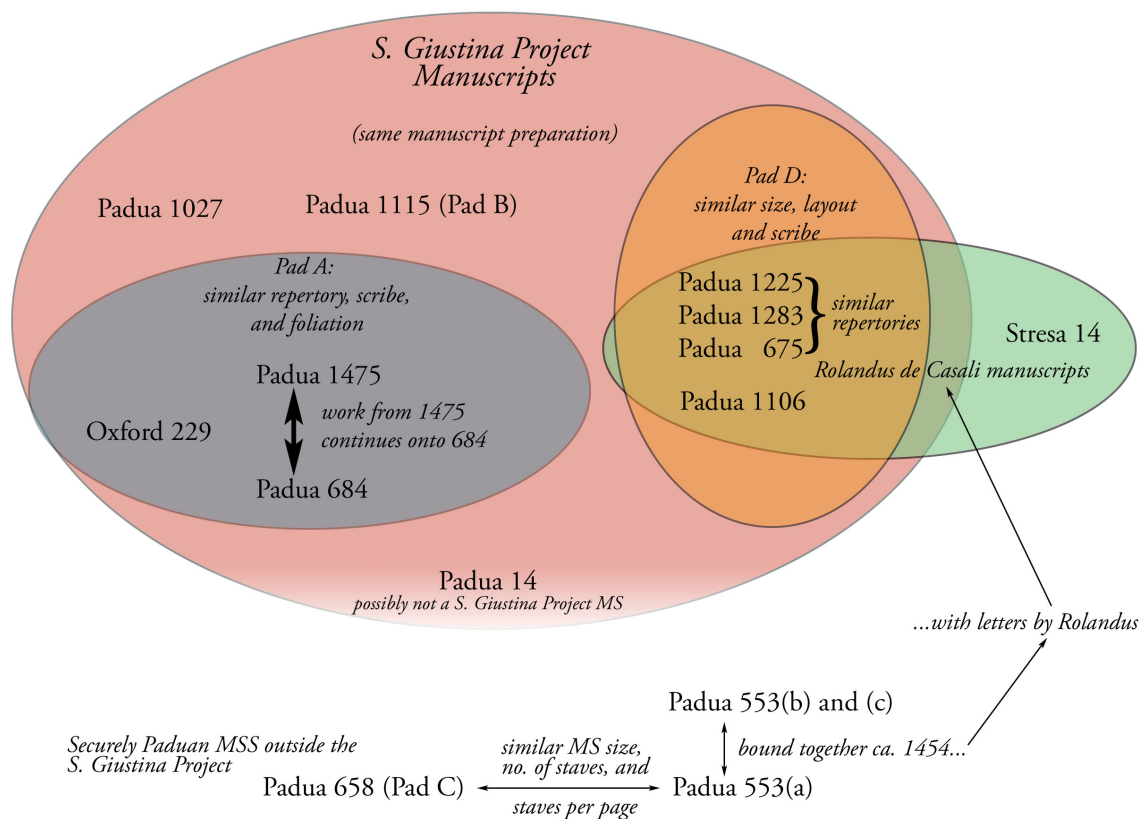 S. Giustina Project
Manuscripts
(same manuscript preparation)
Padua 1027
Padua 1115 (Pad B)
Pad D:
similar size, layout
and scribe
Pad A:
similar repertory, scribe,
and foliation
Padua 1475
work from 1475
continues onto 684
Oxford 229
Padua 684
Padua 1225
Padua 1283
Padua 675
} similar
repertories
Stresa 14
Rolandus de Casali manuscripts
Padua 1106
Padua 14
possibly not a S. Giustina Project MS
...with letters by Rolandus
Padua 553(b) and (c)
bound together ca. 1454...
Securely Paduan MSS outside the
S. Giustina Project
similar MS size,
no. of staves, and
staves per page
Padua 658 (Pad C)
Padua 553(a)